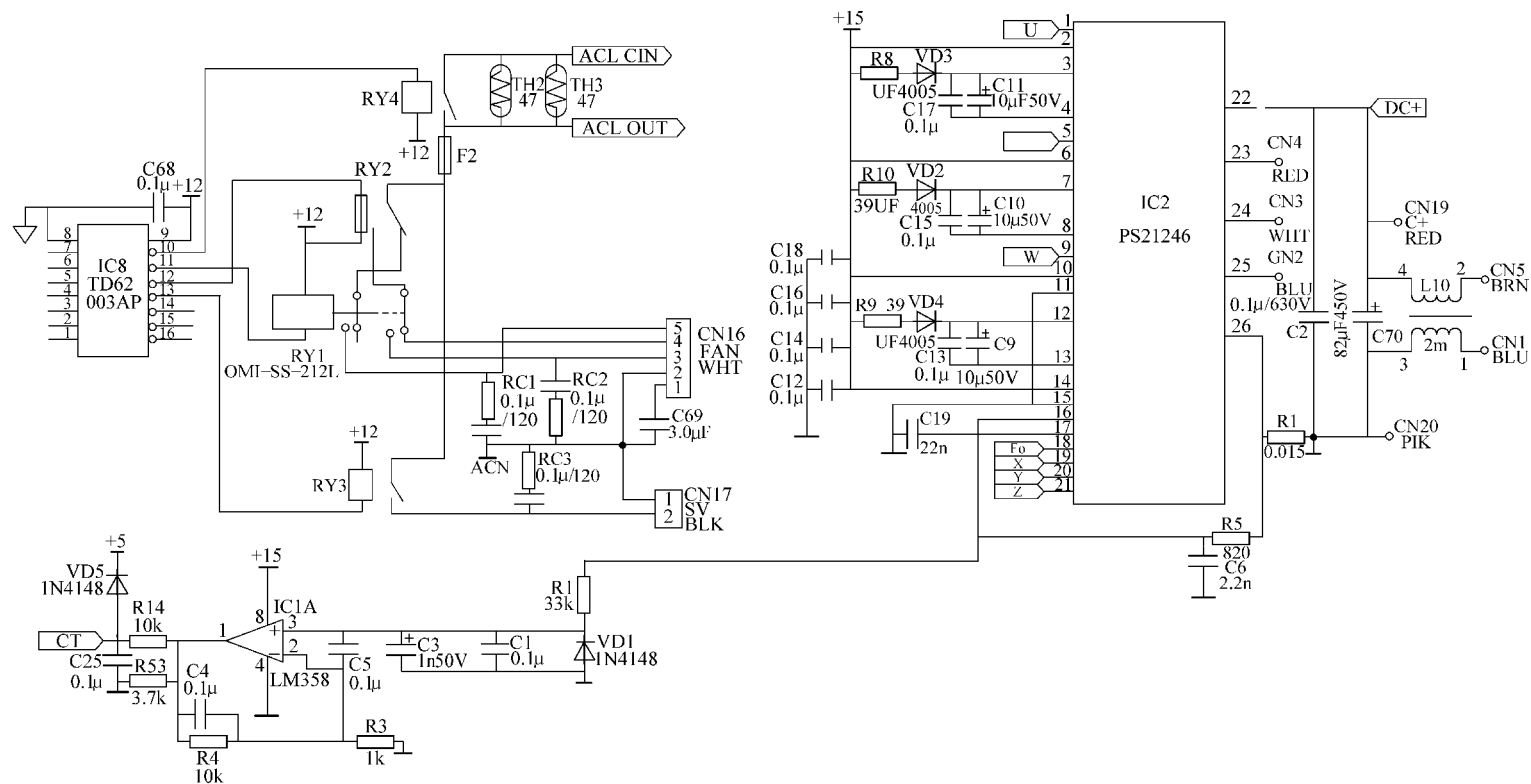 ACL CIN
TH2
47
TH3
47
RY4
+12
ACL OUT
F2
C68
0.1μ
+12
RY2
+12
8
7
6
5
4
3
2
1
IC8
TD62
003AP
9
10
11
12
13
14
15
16
RY1
OMI-SS-212L
5
4
3
2
1
CN16
FAN
WHT
RC1
0.1μ
/120
RC2
0.1μ
/120
C69
3.0μF
ACN
RC3
0.1μ/120
+12
RY3
1
2
CN17
SV
BLK
+15
U
1
2
3
4
5
6
7
8
9
10
11
12
13
14
15
16
17
18
19
20
21
R8
VD3
UF4005
C17
0.1μ
C11
10μF50V
R10
39UF
VD2
4005
C15
0.1μ
C10
10μ50V
W
C18
0.1μ
C16
0.1μ
C14
0.1μ
C12
0.1μ
R9 39
VD4
UF4005
C13
0.1μ
C9
10μ50V
C19
22n
Fo
X
Y
Z
IC2
PS21246
22
DC+
23
CN4
RED
24
CN3
WHT
25
GN2
BLU
26
CN19
C+
RED
0.1μ/630V
C2
82μF450V
C70
4
2
L10
CN5
BRN
2m
3
1
CN1
BLU
R1
0.015
CN20
PIK
R5
820
C6
2.2n
+5
VD5
1N4148
CT
R14
10k
C25
0.1μ
R53
3.7k
C4
0.1μ
R4
10k
+15
IC1A
8
1
3
2
4
+
−
LM358
C5
0.1μ
C3
1n50V
C1
0.1μ
R1
33k
VD1
1N4148
R3
1k